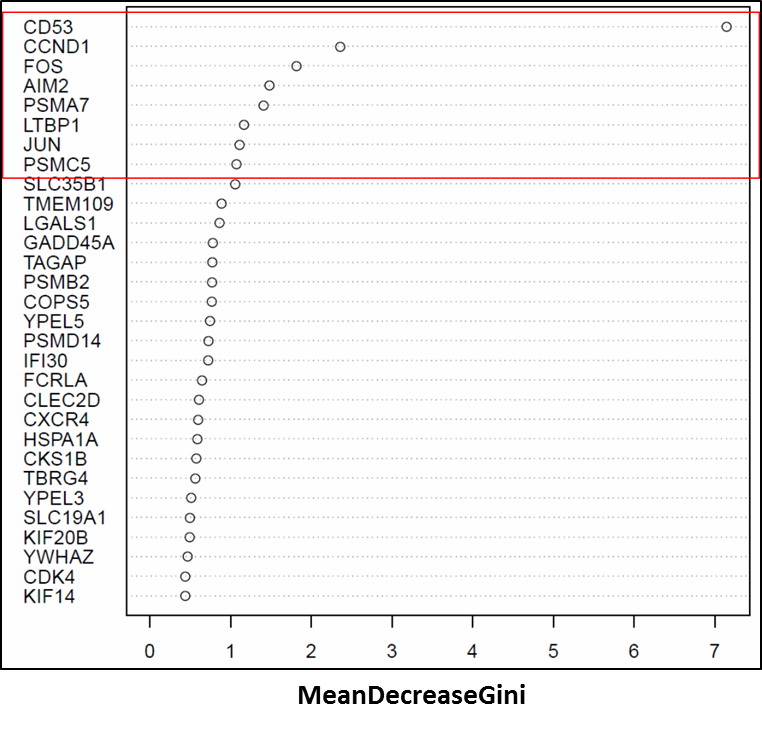 CD53
CCND1
FOS
AIM2
PSMA7
LTBP1
JUN
PSMC5
SLC35B1
TMEM109
LGALS1
GADD45A
TAGAP
PSMB2
COPS5
YPEL5
PSMD14
IFI30
FCRLA
CLEC2D
CXCR4
HSPA1A
CKS1B
TBRG4
YPEL3
SLC19A1
KIF20B
YWHAZ
CDK4
KIF14
0 1 2 3 4 5 6 7
MeanDecreaseGini